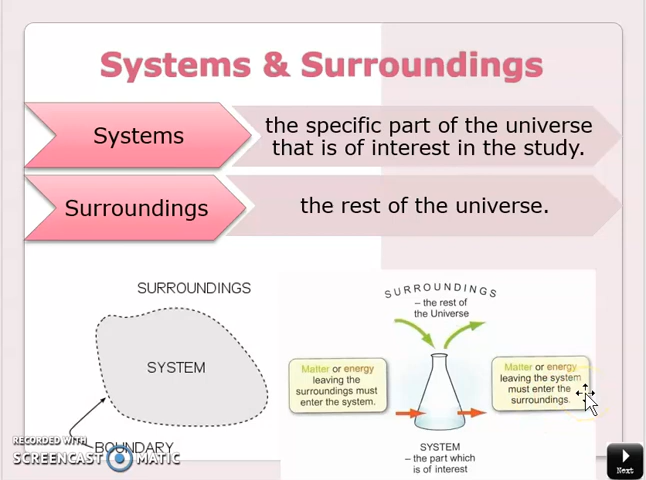 Systems & Surroundings
Systems
the specific part of the universe
that is of interest in the study.
Surroundings
the rest of the universe.
SURROUNDINGS
SYSTEM
BOUNDARY
SURROUNDINGS
– the rest of
the Universe
Matter or energy
leaving the
surroundings must
enter the system.
Matter or energy
leaving the system
must enter the
surroundings.
SYSTEM
– the part which
is of interest
RECORDED WITH
SCREENCAST MATIC
Next